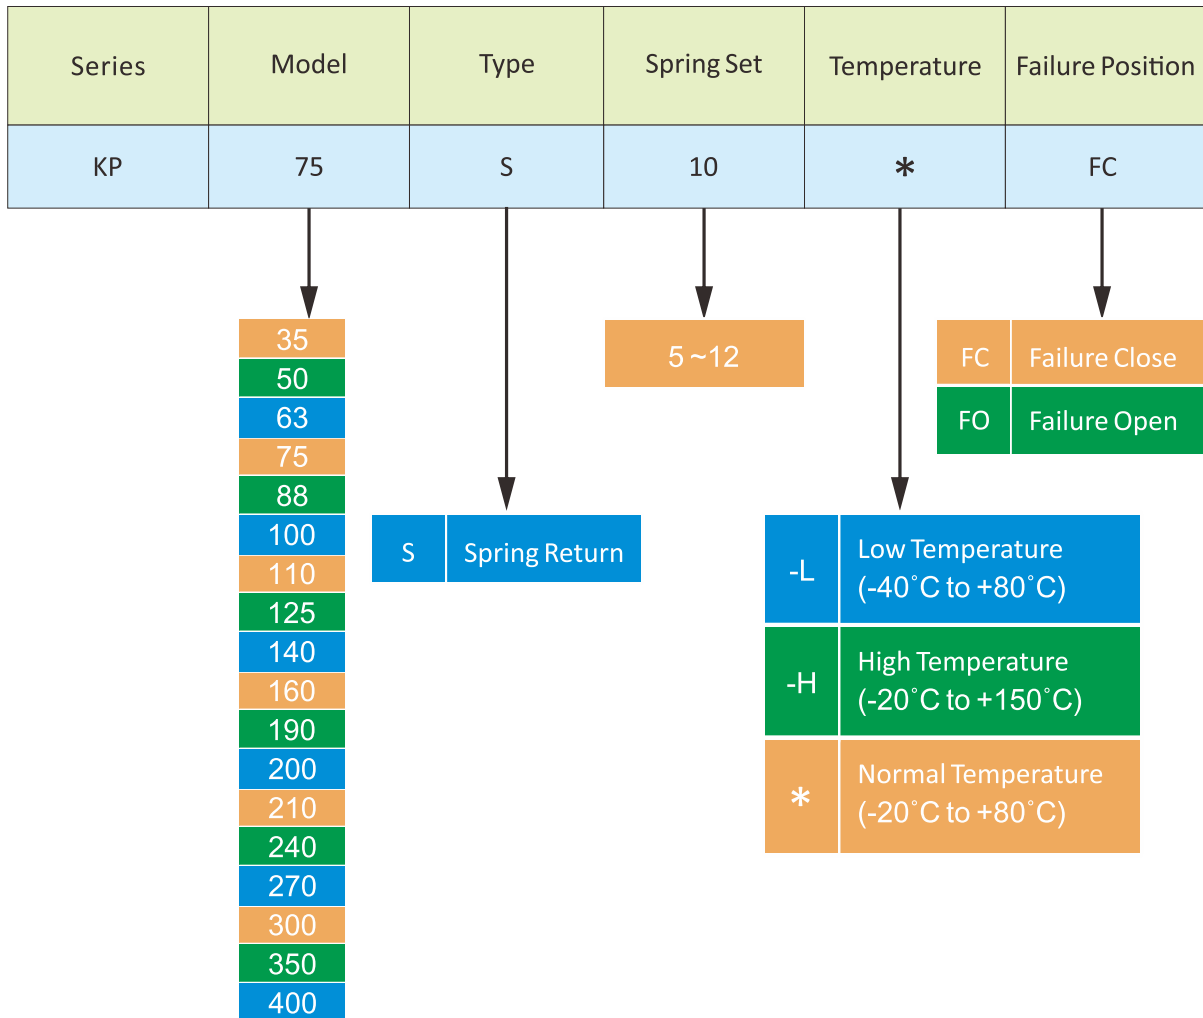 Series Model Type Spring Set Temperature Failure Position
KP 75 S 10 * FC
35
50
63
75
88
100
110
125
140
160
190
200
210
240
270
300
350
400
S Spring Return
5 ~12
-L Low Temperature
(-40°C to +80°C)
-H High Temperature
(-20°C to +150°C)
* Normal Temperature
(-20°C to +80°C)
FC Failure Close
FO Failure Open